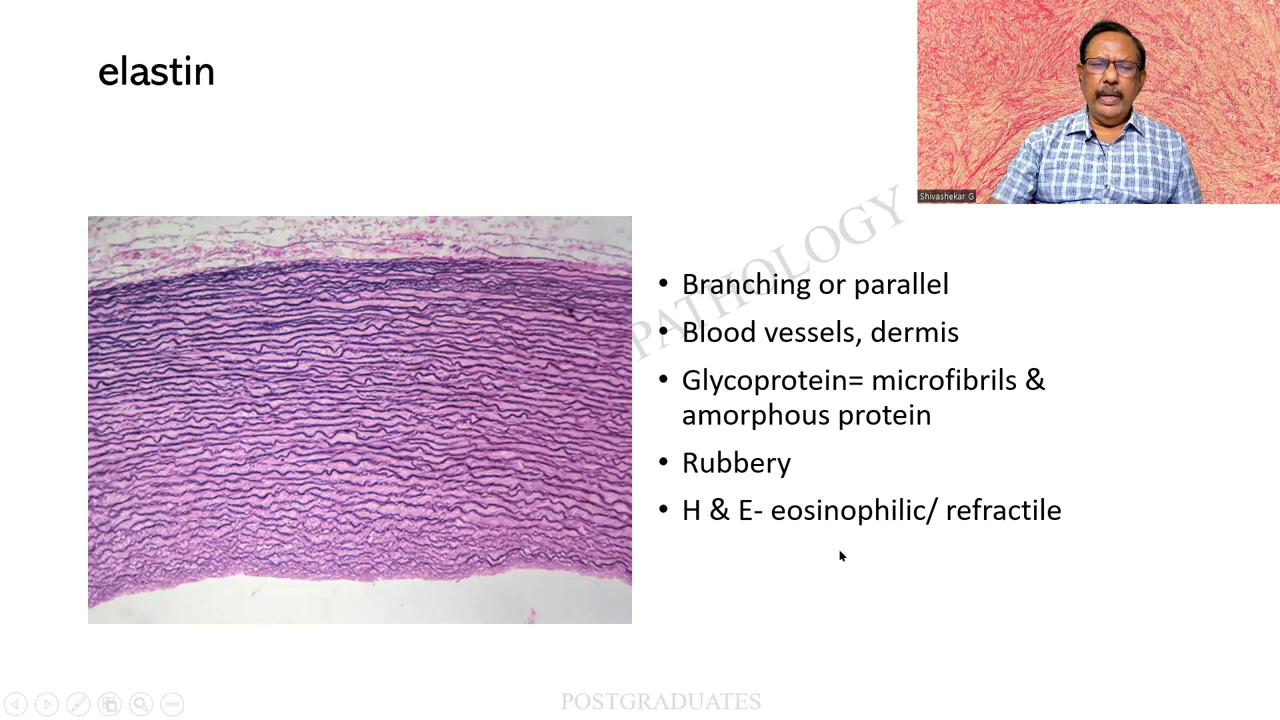 elastin
Shivashekar G
PATHOLOGY
• Branching or parallel
• Blood vessels, dermis
• Glycoprotein= microfibrils &
amorphous protein
• Rubbery
• H & E- eosinophilic/ refractile
POSTGRADUATES